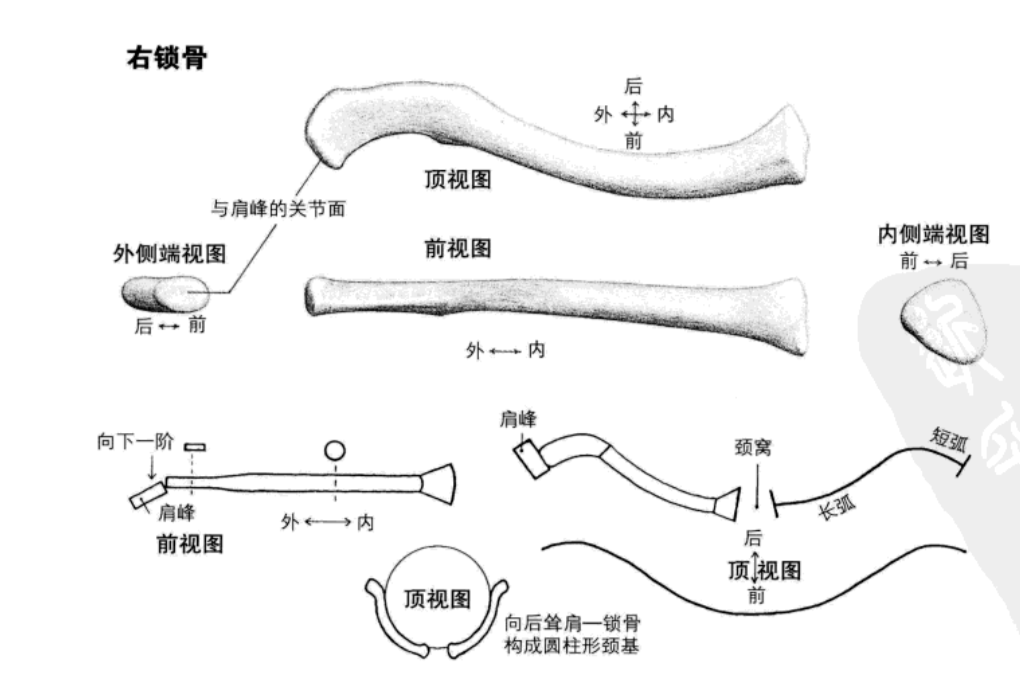 右锁骨
后
外 内
前
顶视图
与肩峰的关节面
外侧端视图
后 前
前视图
外 内
内侧端视图
前 后
向下一阶
肩峰
外 内
前视图
肩峰
颈窝
短弧
长弧
后
顶视图
前
顶视图
向后耸肩—锁骨
构成圆柱形颈基